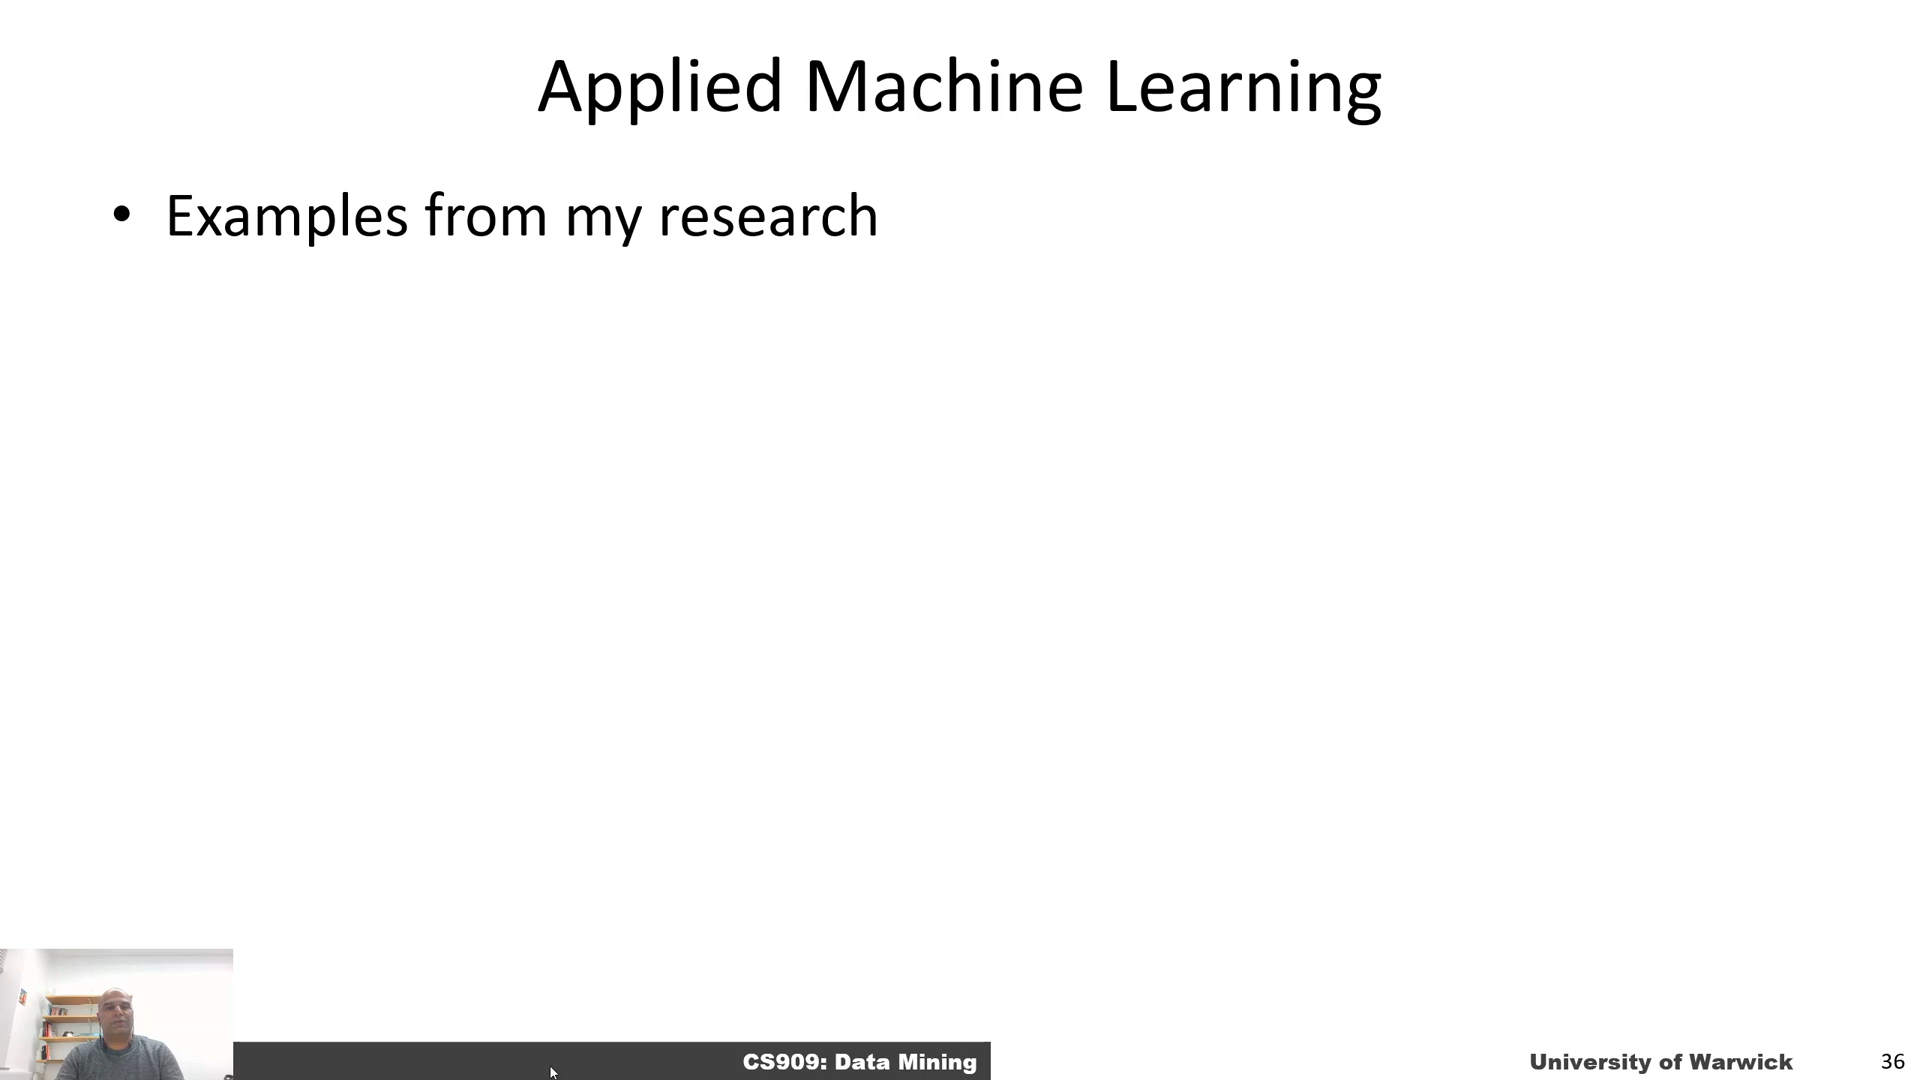 Applied Machine Learning
• Examples from my research
CS909: Data Mining
University of Warwick
36